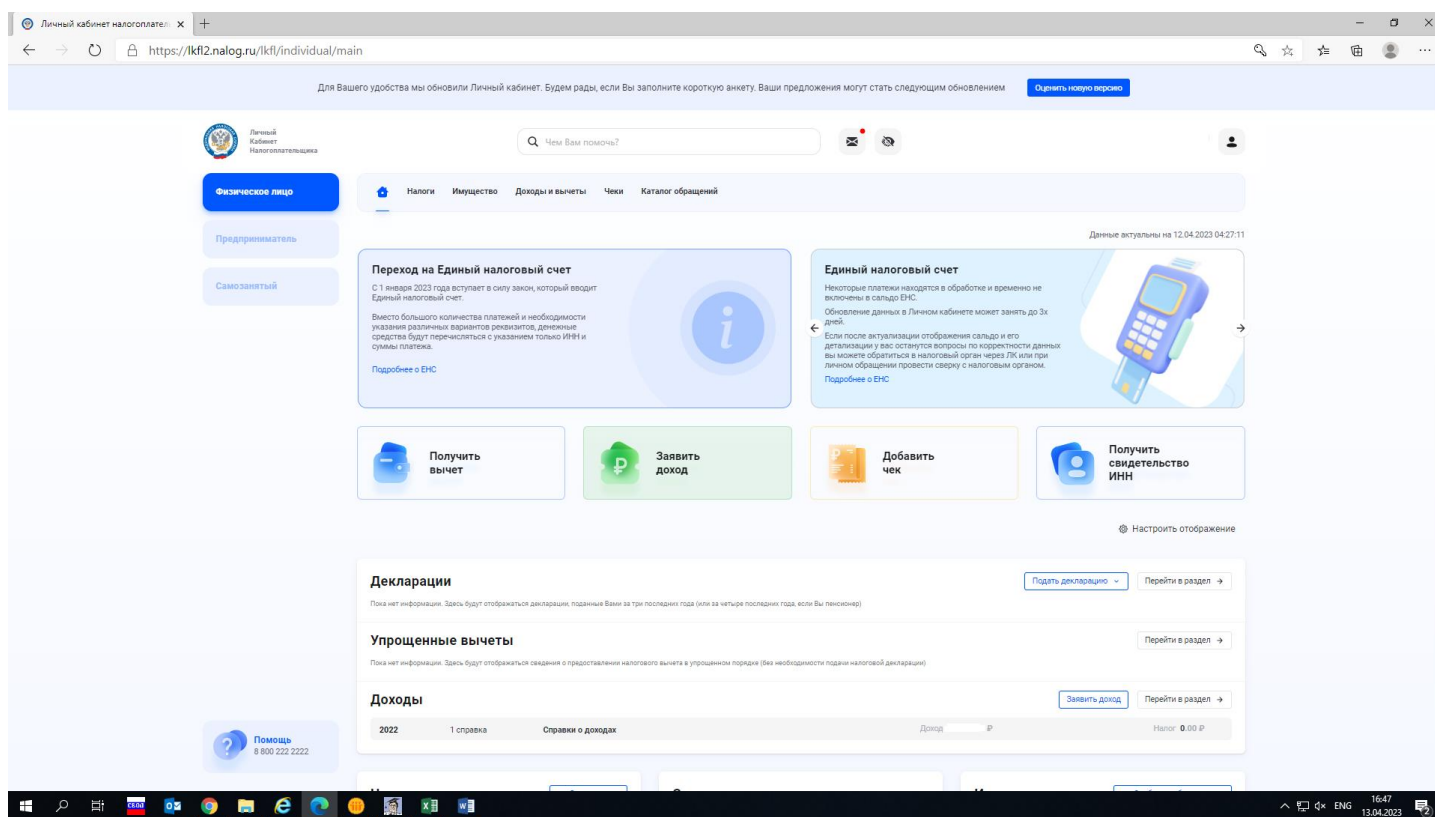 Личный кабинет налогоплател
https://lkfl2.nalog.ru/lkfl/individual/main
Для Вашего удобства мы обновили Личный кабинет. Будем рады, если Вы заполните короткую анкету. Ваши предложения могут стать следующим обновлением
Оценить новую версию
Личный
Кабинет
Налогоплательщика
Чем Вам помочь?
Физическое лицо
Налоги Имущество Доходы и вычеты Чеки Каталог обращений
Предприниматель
Данные актуальны на 12.04.2023 04:27:11
Самозанятый
Переход на Единый налоговый счет
С 1 января 2023 года вступает в силу закон, который вводит
Единый налоговый счет.
Вместо большого количества платежей и необходимости
указания различных вариантов реквизитов, денежные
средства будут перечисляться с указанием только ИНН и
суммы платежа.
Подробнее о ЕНС
Единый налоговый счет
Некоторые платежи находятся в обработке и временно не
включены в сальдо ЕНС.
Обновление данных в Личном кабинете может занять до 3х
дней.
Если после актуализации отображения сальдо и его
детализации у вас останутся вопросы по корректности данных
вы можете обратиться в налоговый орган через ЛК или при
личном обращении провести сверку с налоговым органом.
Подробнее о ЕНС
Получить
вычет
Заявить
доход
Добавить
чек
Получить
свидетельство
ИНН
Настроить отображение
Декларации
Подать декларацию
Перейти в раздел →
Пока нет информации. Здесь будут отображаться декларации, поданные Вами за три последних года (или за четыре последних года, если Вы пенсионер)
Упрощенные вычеты
Перейти в раздел →
Пока нет информации. Здесь будут отображаться сведения о предоставлении налогового вычета в упрощенном порядке (без необходимости подачи налоговой декларации)
Доходы
Заявить доход
Перейти в раздел →
2022 1 справка Справки о доходах Доход ₽ Налог 0.00 ₽
Помощь
8 800 222 2222
ENG
16:47
13.04.2023